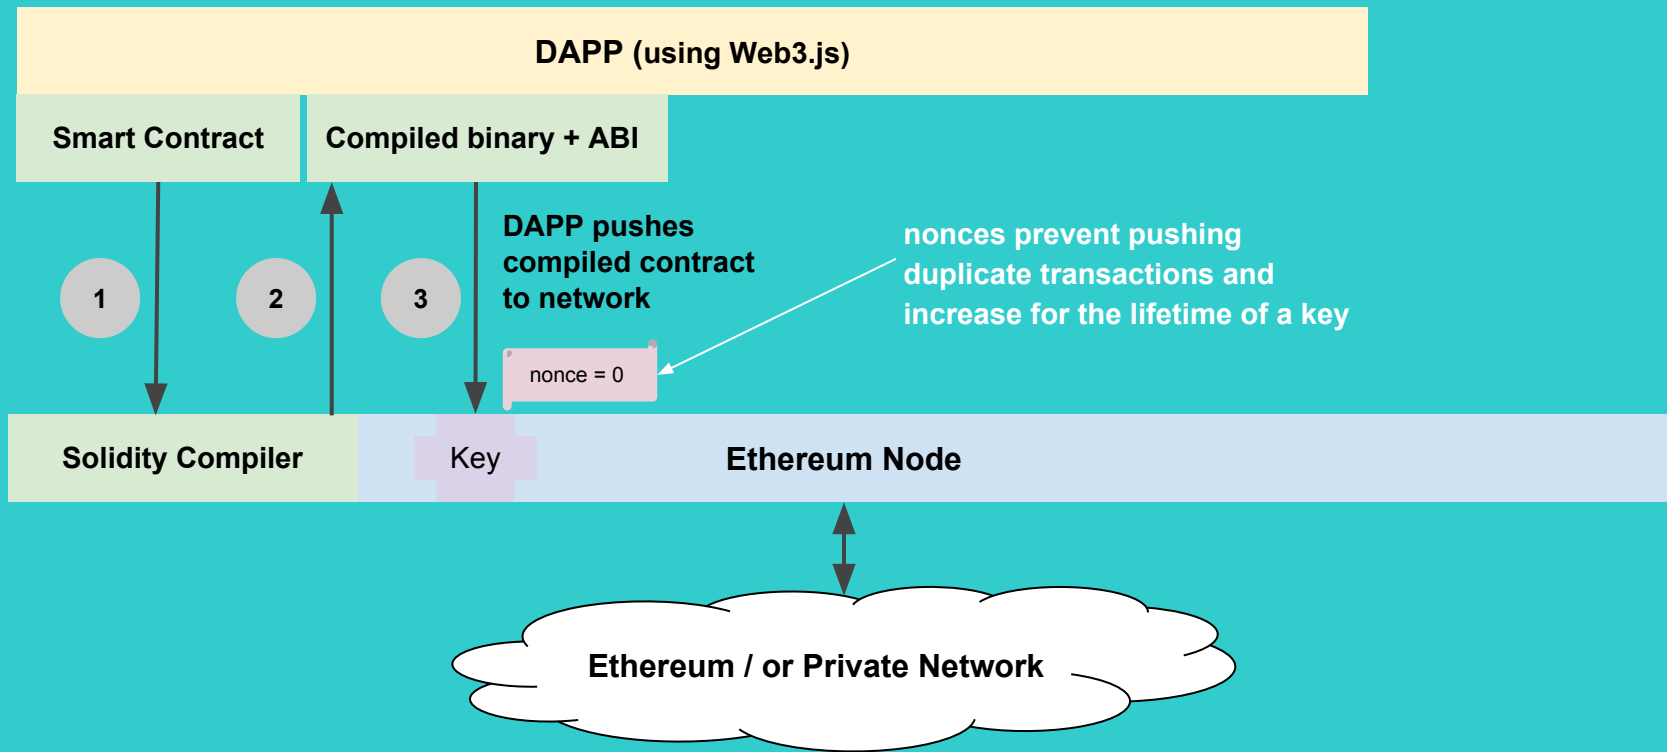 DAPP (using Web3.js)
Smart Contract
Compiled binary + ABI
1
2
3
DAPP pushes
compiled contract
to network
nonces prevent pushing
duplicate transactions and
increase for the lifetime of a key
nonce = 0
Solidity Compiler
Key
Ethereum Node
Ethereum / or Private Network